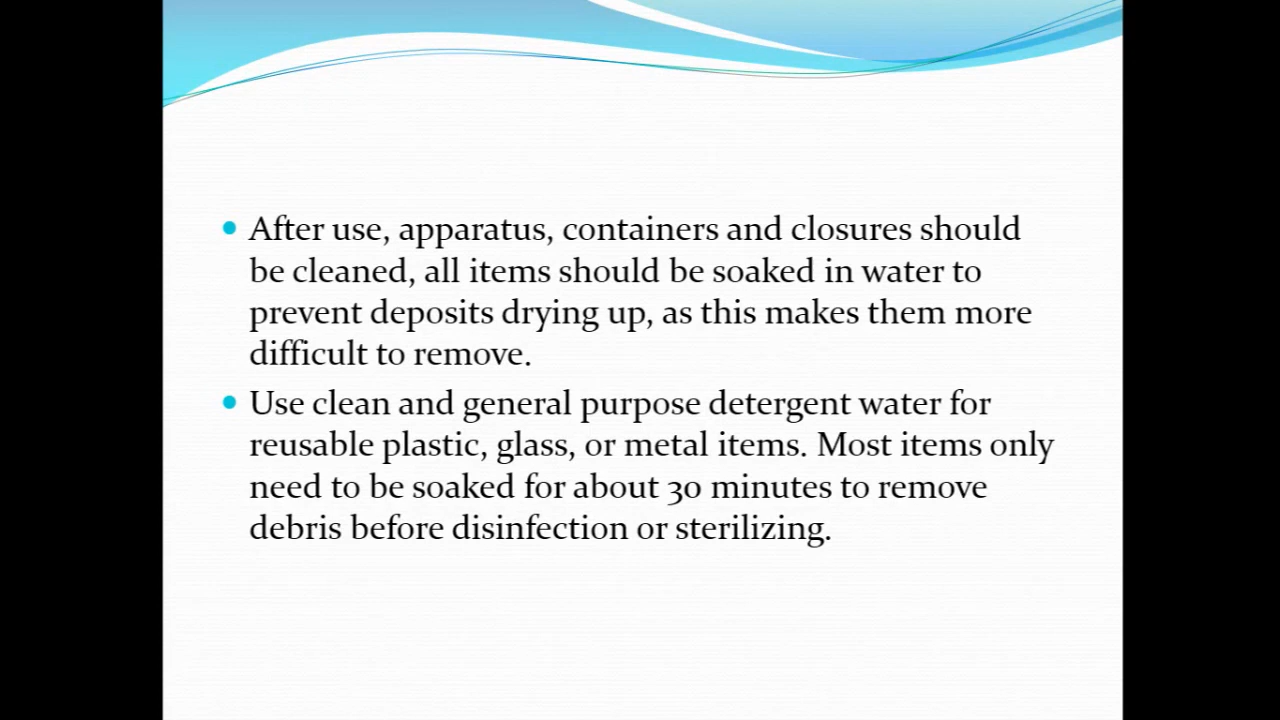 • After use, apparatus, containers and closures should
be cleaned, all items should be soaked in water to
prevent deposits drying up, as this makes them more
difficult to remove.
• Use clean and general purpose detergent water for
reusable plastic, glass, or metal items. Most items only
need to be soaked for about 30 minutes to remove
debris before disinfection or sterilizing.